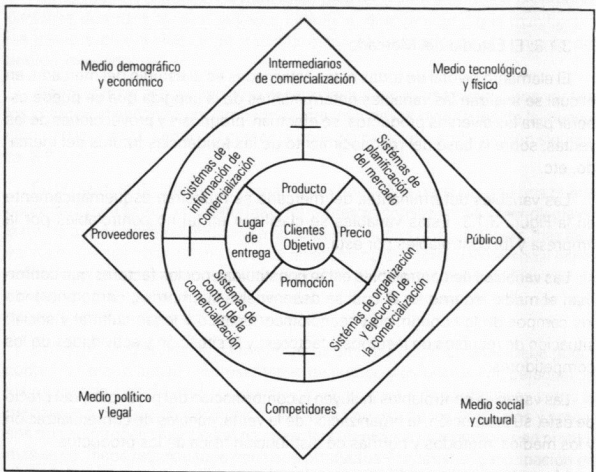 Medio demográfico
y económico
Intermediarios
de comercialización
Medio tecnológico
y físico
Sistemas de
información de
comercialización
Sistemas de
planificación
del mercado
Producto
Proveedores
Lugar
de
entrega
Clientes
Objetivo
Precio
Público
Promoción
Sistemas de
control de la
comercialización
Sistemas de organización
y ejecución de
la comercialización
Medio político
y legal
Competidores
Medio social
y cultural